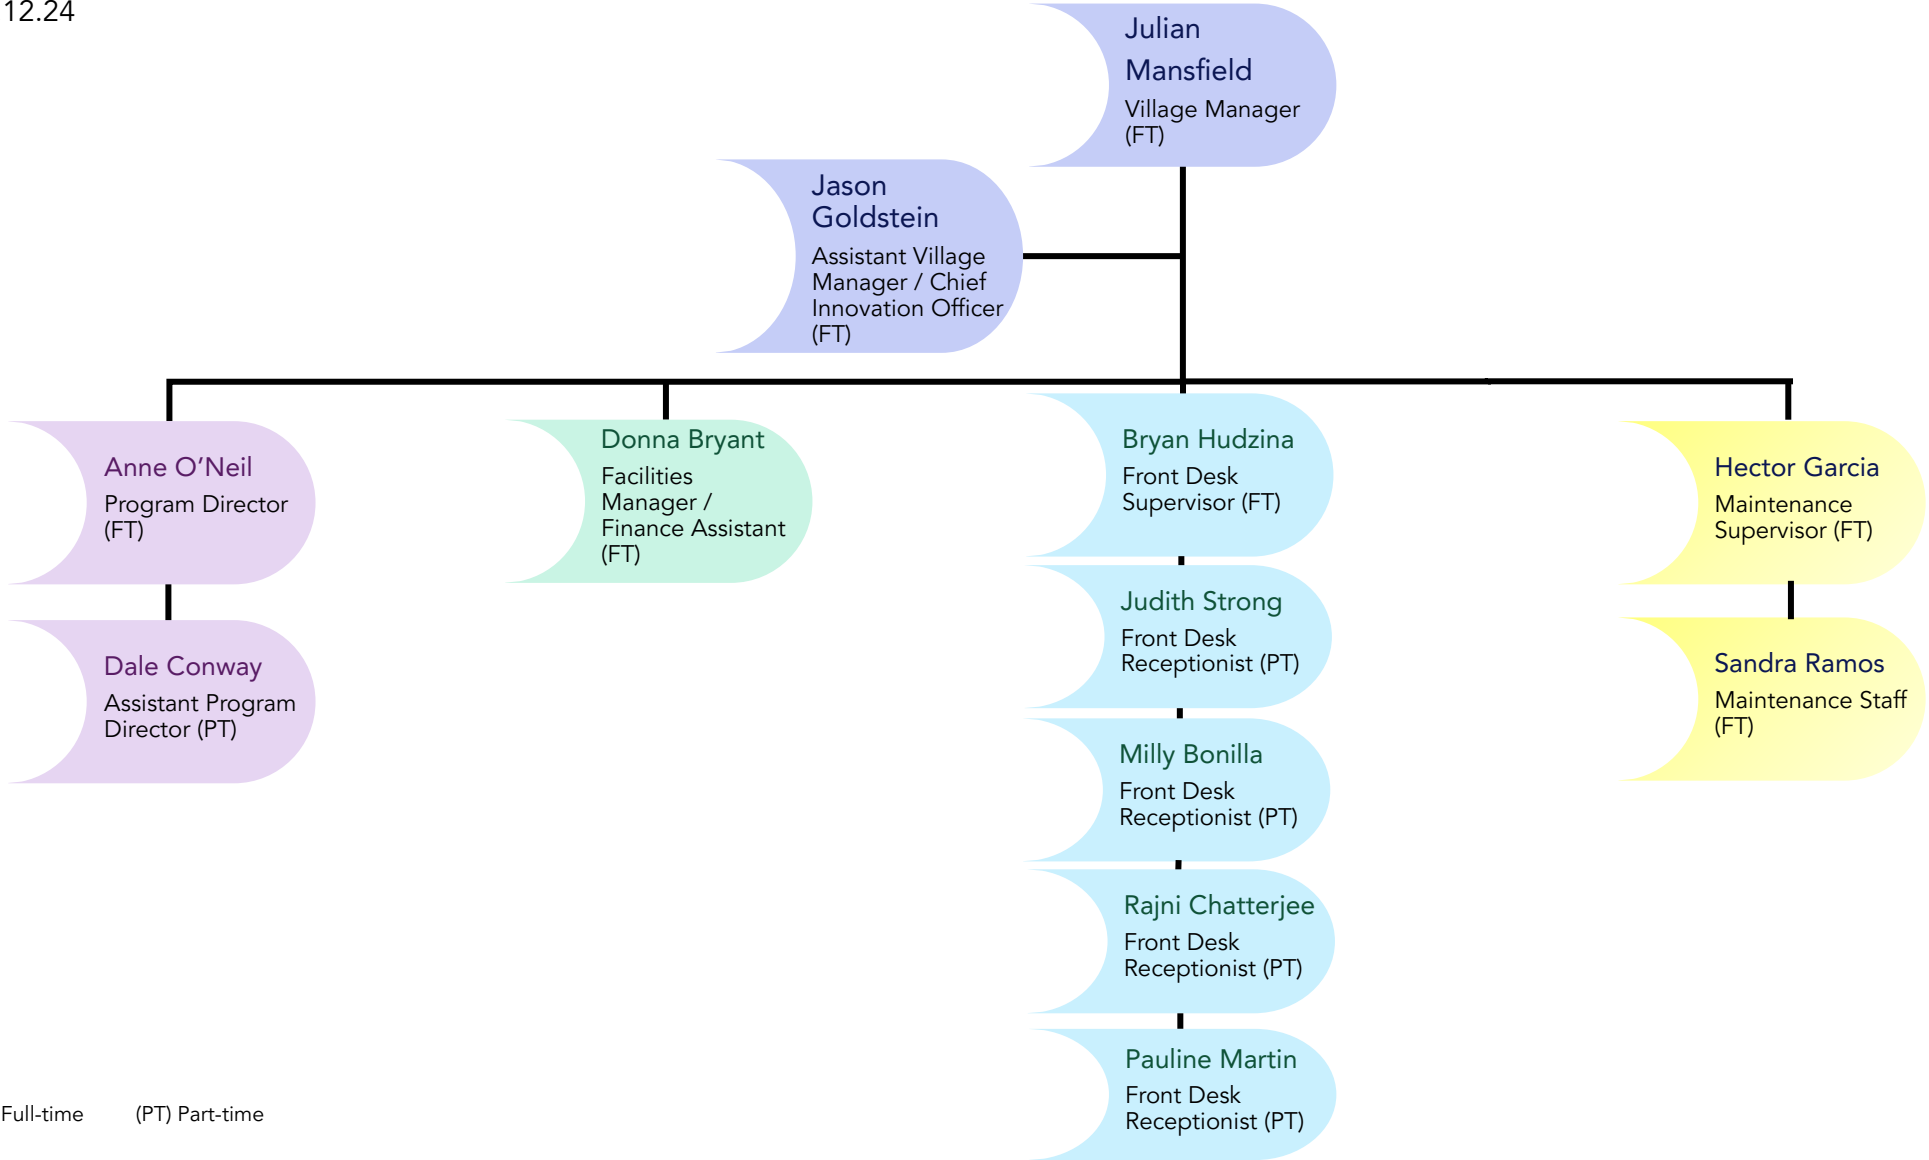 12.24
Julian
Mansfield
Village Manager
(FT)
Jason
Goldstein
Assistant Village
Manager / Chief
Innovation Officer
(FT)
Anne O’Neil
Program Director
(FT)
Donna Bryant
Facilities
Manager /
Finance Assistant
(FT)
Bryan Hudzina
Front Desk
Supervisor (FT)
Hector Garcia
Maintenance
Supervisor (FT)
Dale Conway
Assistant Program
Director (PT)
Judith Strong
Front Desk
Receptionist (PT)
Sandra Ramos
Maintenance Staff
(FT)
Milly Bonilla
Front Desk
Receptionist (PT)
Rajni Chatterjee
Front Desk
Receptionist (PT)
Pauline Martin
Front Desk
Receptionist (PT)
Full-time (PT) Part-time